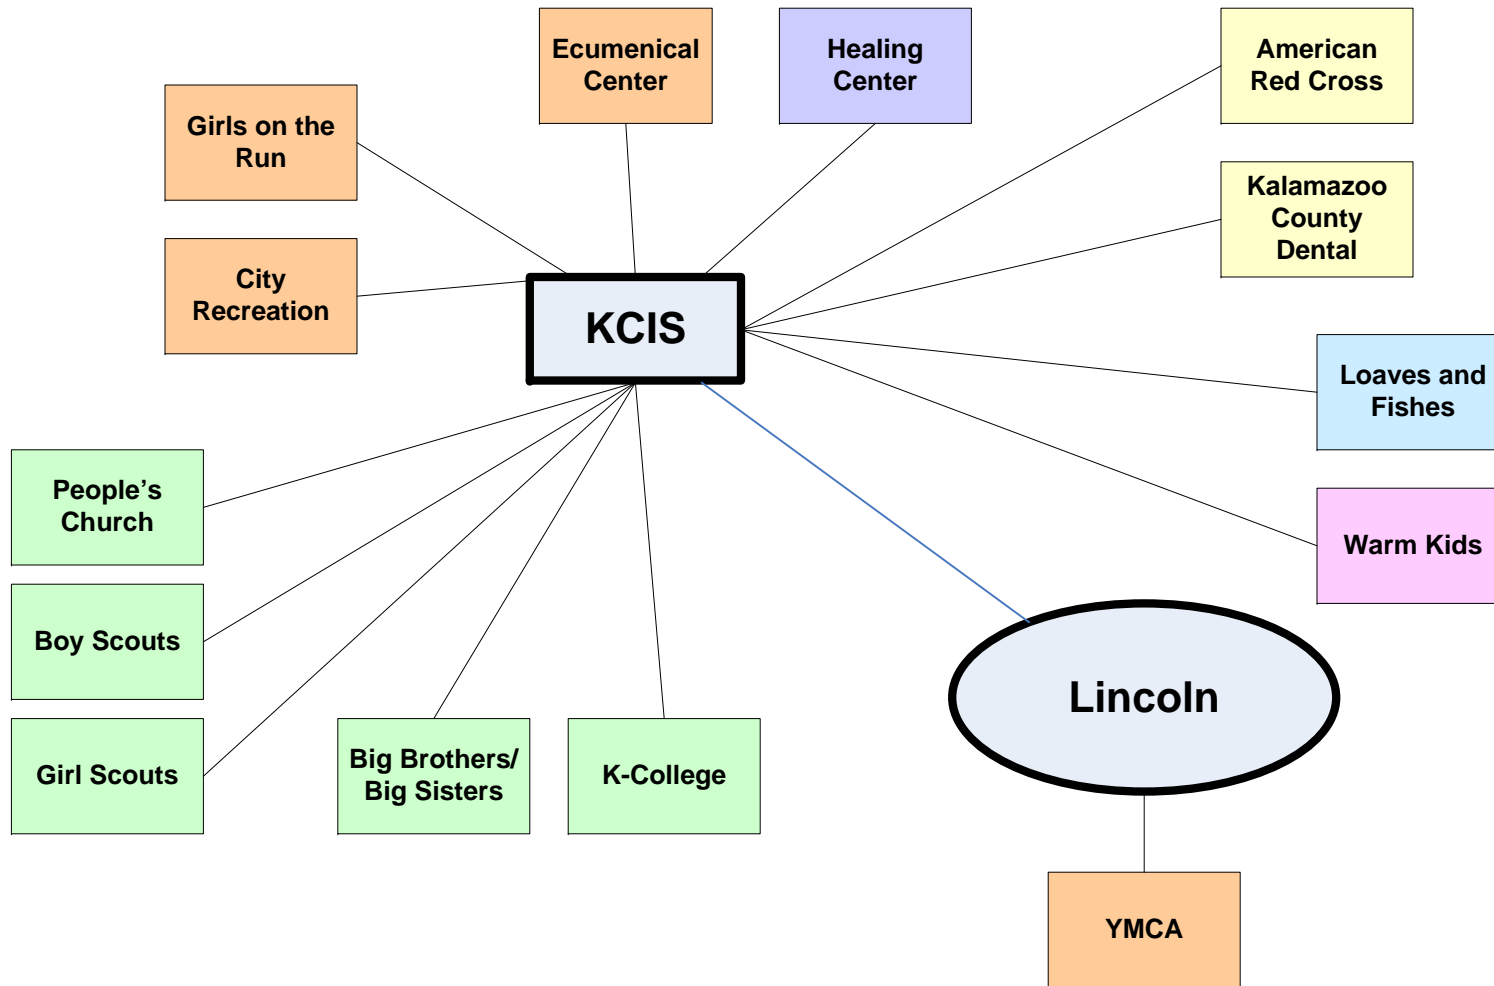 Ecumenical
Center
Healing
Center
American
Red Cross
Girls on the
Run
Kalamazoo
County
Dental
City
Recreation
KCIS
Loaves and
Fishes
People’s
Church
Warm Kids
Boy Scouts
Lincoln
Girl Scouts
Big Brothers/
Big Sisters
K-College
YMCA